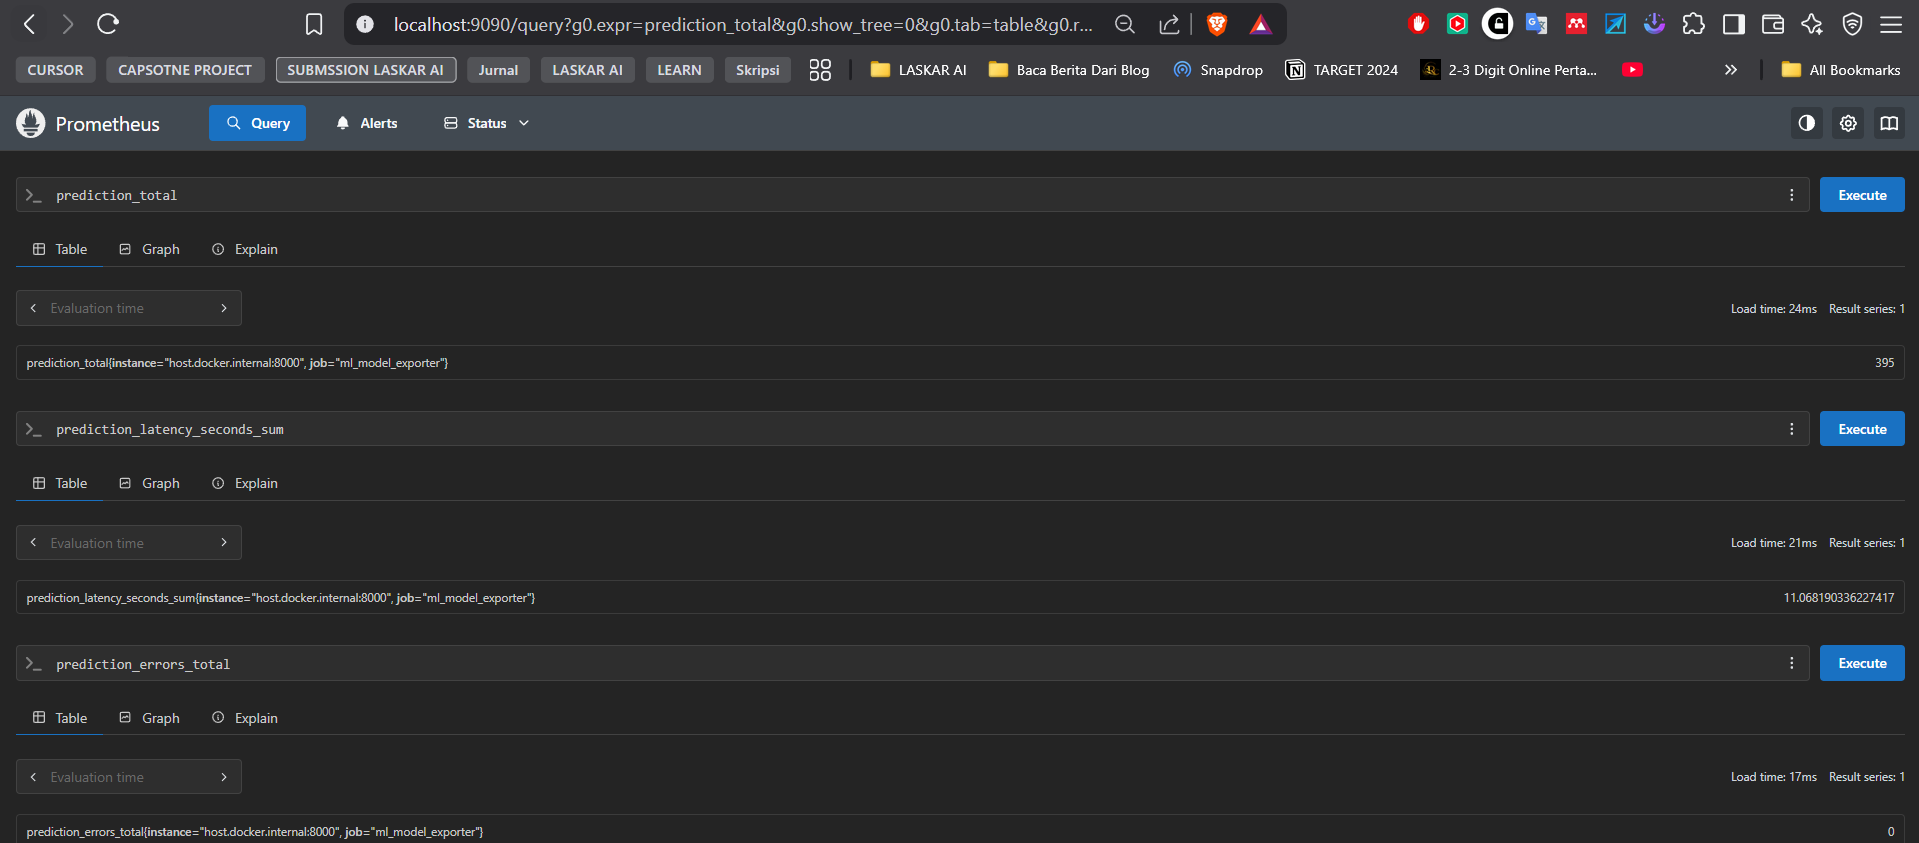 localhost:9090/query?g0.expr=prediction_total&g0.show_tree=0&g0.tab=table&g0.r...
CURSOR CAPSOTNE PROJECT SUBMSSION LASKAR AI Jurnal LASKAR AI LEARN Skripsi LASKAR AI Baca Berita Dari Blog Snapdrop TARGET 2024 2-3 Digit Online Perta... All Bookmarks
Prometheus Query Alerts Status
>_ prediction_total Execute
Table Graph Explain
Evaluation time Load time: 24ms Result series: 1
prediction_total{instance="host.docker.internal:8000", job="ml_model_exporter"} 395
>_ prediction_latency_seconds_sum Execute
Table Graph Explain
Evaluation time Load time: 21ms Result series: 1
prediction_latency_seconds_sum{instance="host.docker.internal:8000", job="ml_model_exporter"} 11.068190336227417
>_ prediction_errors_total Execute
Table Graph Explain
Evaluation time Load time: 17ms Result series: 1
prediction_errors_total{instance="host.docker.internal:8000", job="ml_model_exporter"} 0